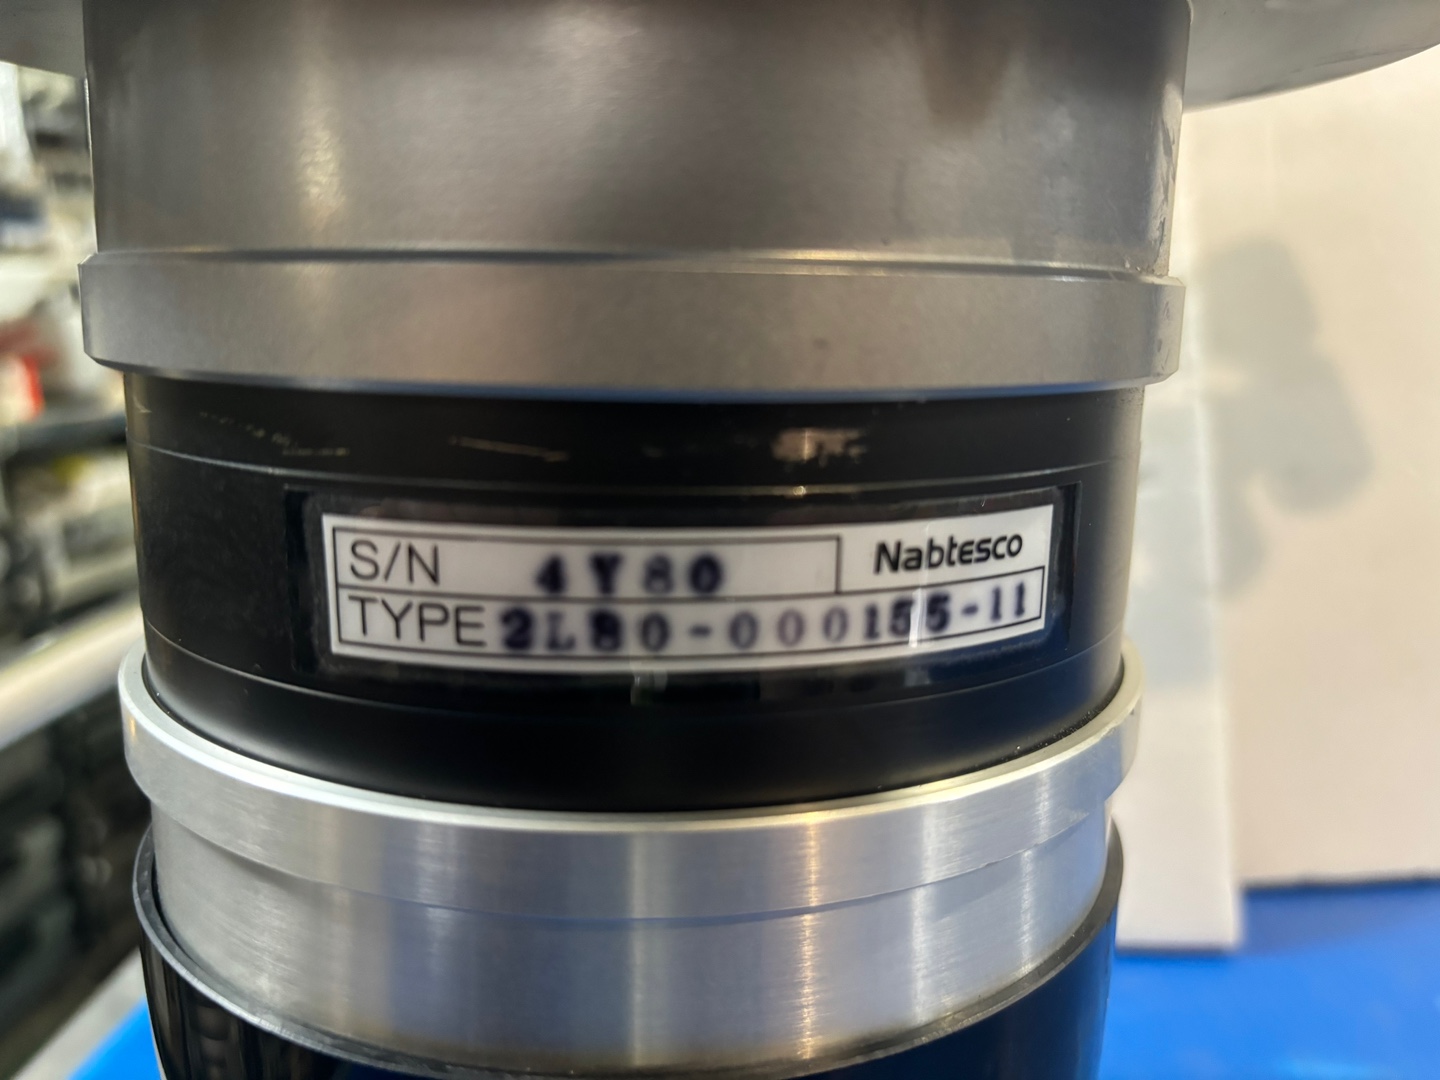 S/N 4Y80 Nabtesco
TYPE 2L80-000155-11